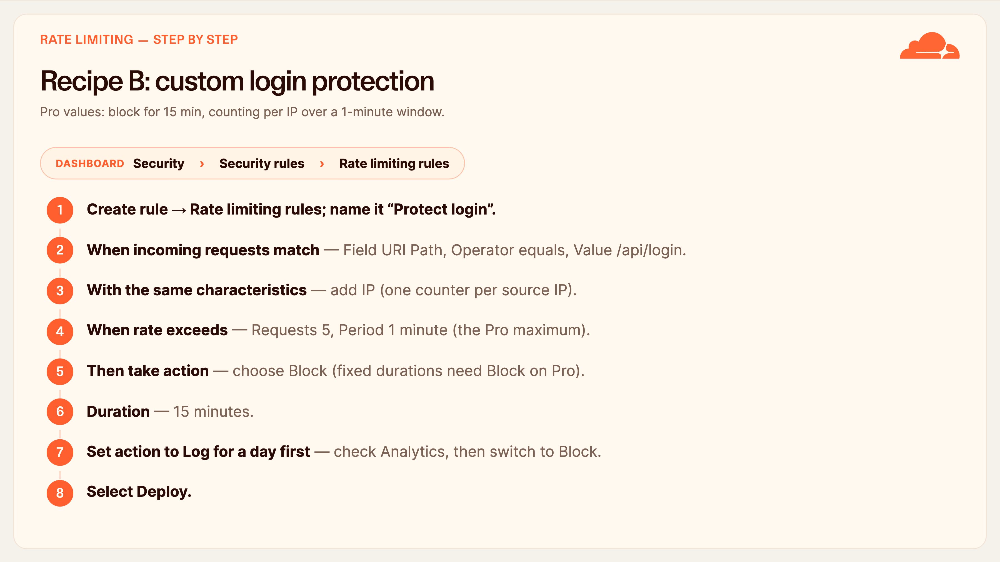 RATE LIMITING — STEP BY STEP
Recipe B: custom login protection
Pro values: block for 15 min, counting per IP over a 1-minute window.
DASHBOARD Security › Security rules › Rate limiting rules
1 Create rule → Rate limiting rules; name it “Protect login”.
2 When incoming requests match — Field URI Path, Operator equals, Value /api/login.
3 With the same characteristics — add IP (one counter per source IP).
4 When rate exceeds — Requests 5, Period 1 minute (the Pro maximum).
5 Then take action — choose Block (fixed durations need Block on Pro).
6 Duration — 15 minutes.
7 Set action to Log for a day first — check Analytics, then switch to Block.
8 Select Deploy.